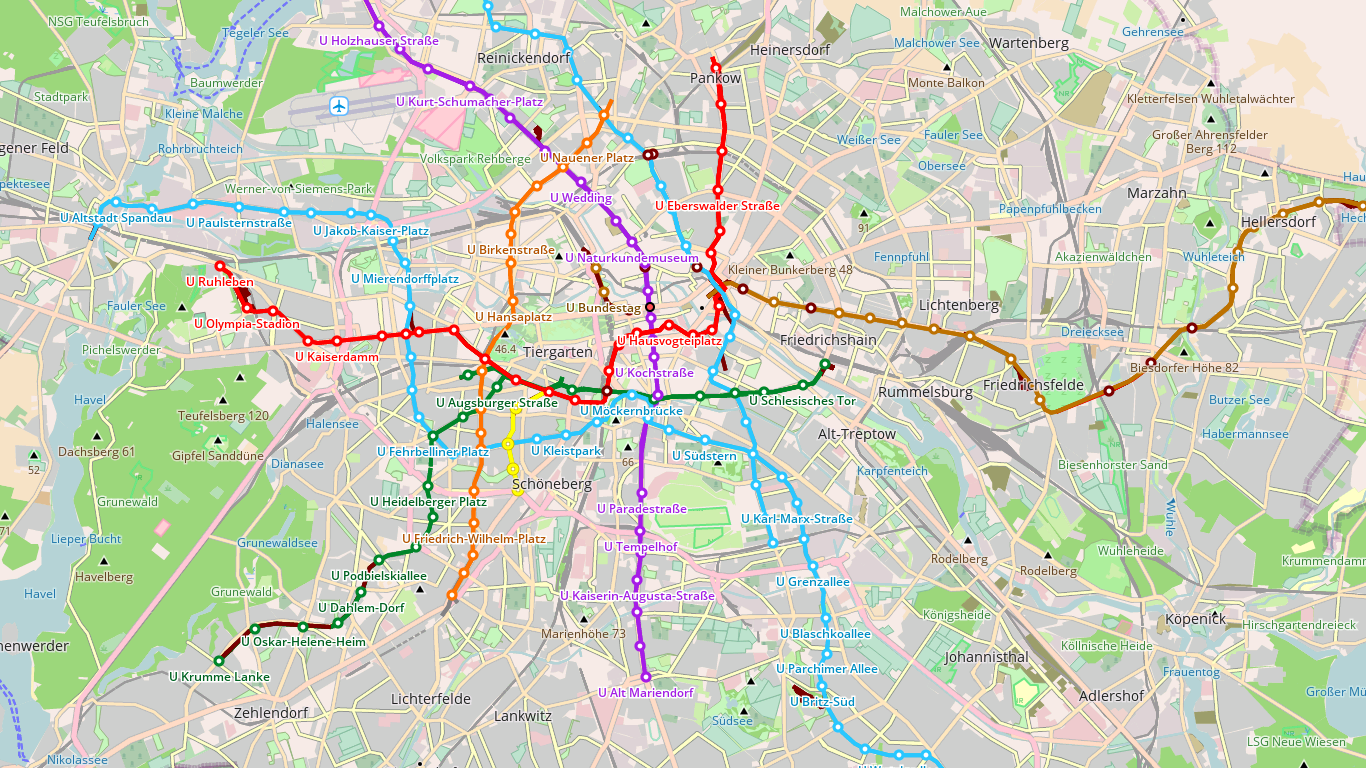 NSG Teufelsbruch
Tegeler See
Malchower Aue
Gehrensee
U Holzhauser Straße
Reinickendorf
Heinersdorf
Malchower See
Wartenberg
Pankow
Baumwerder
Monte Balkon
Stadtpark
U Kurt-Schumacher-Platz
Kletterfelsen Wuhletalwächter
Kleine Malche
Großer Ahrensfelder
Berg 112
Weißer See
Fauler See
gener Feld
Rohrbruchteich
Volkspark Rehberge
U Nauener Platz
Obersee
pektesee
Werner-von-Siemens-Park
Hau
Marzahn
U Wedding
U Eberswalder Straße
Papenpfuhlbecken
U Altstadt Spandau
U Paulsternstraße
U Jakob-Kaiser-Platz
91
Hellersdorf
Hech
U Birkenstraße
U Naturkundemuseum
Fennpfuhl
Akazienwäldchen
Wuhleteich
Kleiner Bunkerberg 48
U Ruhleben
U Mierendorffplatz
Fauler See
U Bundestag
Lichtenberg
U Olympia-Stadion
U Hansaplatz
Dreiecksee
Pichelswerder
U Kaiserdamm
46.4
Tiergarten
U Hausvogteiplatz
Friedrichshain
Biesdorfer Höhe 82
U Kochstraße
Friedrichsfelde
Rummelsburg
Havel
U Augsburger Straße
U Möckernbrücke
U Schlesisches Tor
Butzer See
Teufelsberg 120
Halensee
Alt-Treptow
Habermannsee
Dachsberg 61
Gipfel Sanddüne
U Fehrbelliner Platz
U Kleistpark
U Südstern
Dianasee
66
Biesenhorster Sand
52
Karpfenteich
Schöneberg
Grunewald
U Heidelberger Platz
U Paradestraße
U Karl-Marx-Straße
Wuhle
71
Lieper Bucht
Grunewaldsee
U Friedrich-Wilhelm-Platz
U Tempelhof
Wuhleheide
Rodelberg
Krummendamm
Havelberg
U Podbielskiallee
U Grenzallee
Rodelberg
Havel
Grunewald
U Kaiserin-Augusta-Straße
U Dahlem-Dorf
Königsheide
Köpenick
Hirschgartendreieck
Marienhöhe 73
U Blaschkoallee
nenwerder
U Oskar-Helene-Heim
Köllnische Heide
Johannisthal
U Krumme Lanke
U Parchimer Allee
Frauentog
U Alt Mariendorf
Lichterfelde
U Britz-Süd
Adlershof
Großer Mü
Zehlendorf
Lankwitz
Südsee
LSG Neue Wiesen
Nikolassee